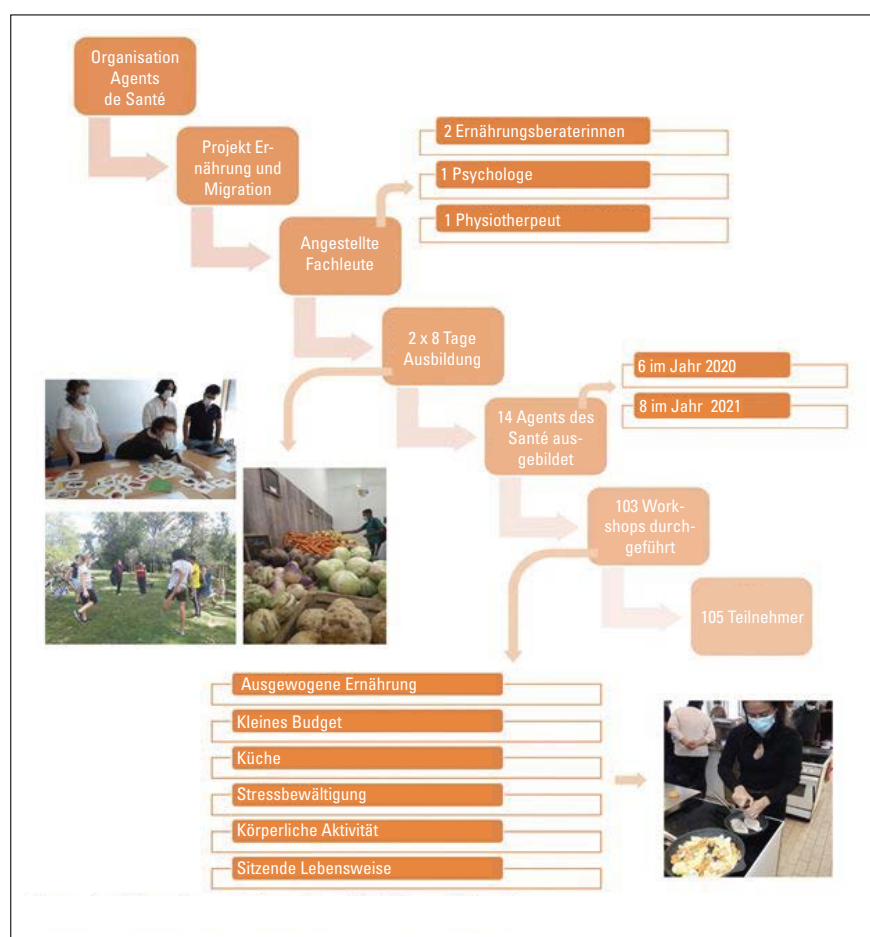 Organisation
Agents
de Santé
Projekt Er-
nährung und
Migration
2 Ernährungsberaterinnen
1 Psychologe
1 Physiotherpeut
Angestellte
Fachleute
2 x 8 Tage
Ausbildung
6 im Jahr 2020
8 im Jahr 2021
14 Agents des
Santé aus-
gebildet
103 Work-
shops durch-
geführt
105 Teilnehmer
Ausgewogene Ernährung
Kleines Budget
Küche
Stressbewältigung
Körperliche Aktivität
Sitzende Lebensweise